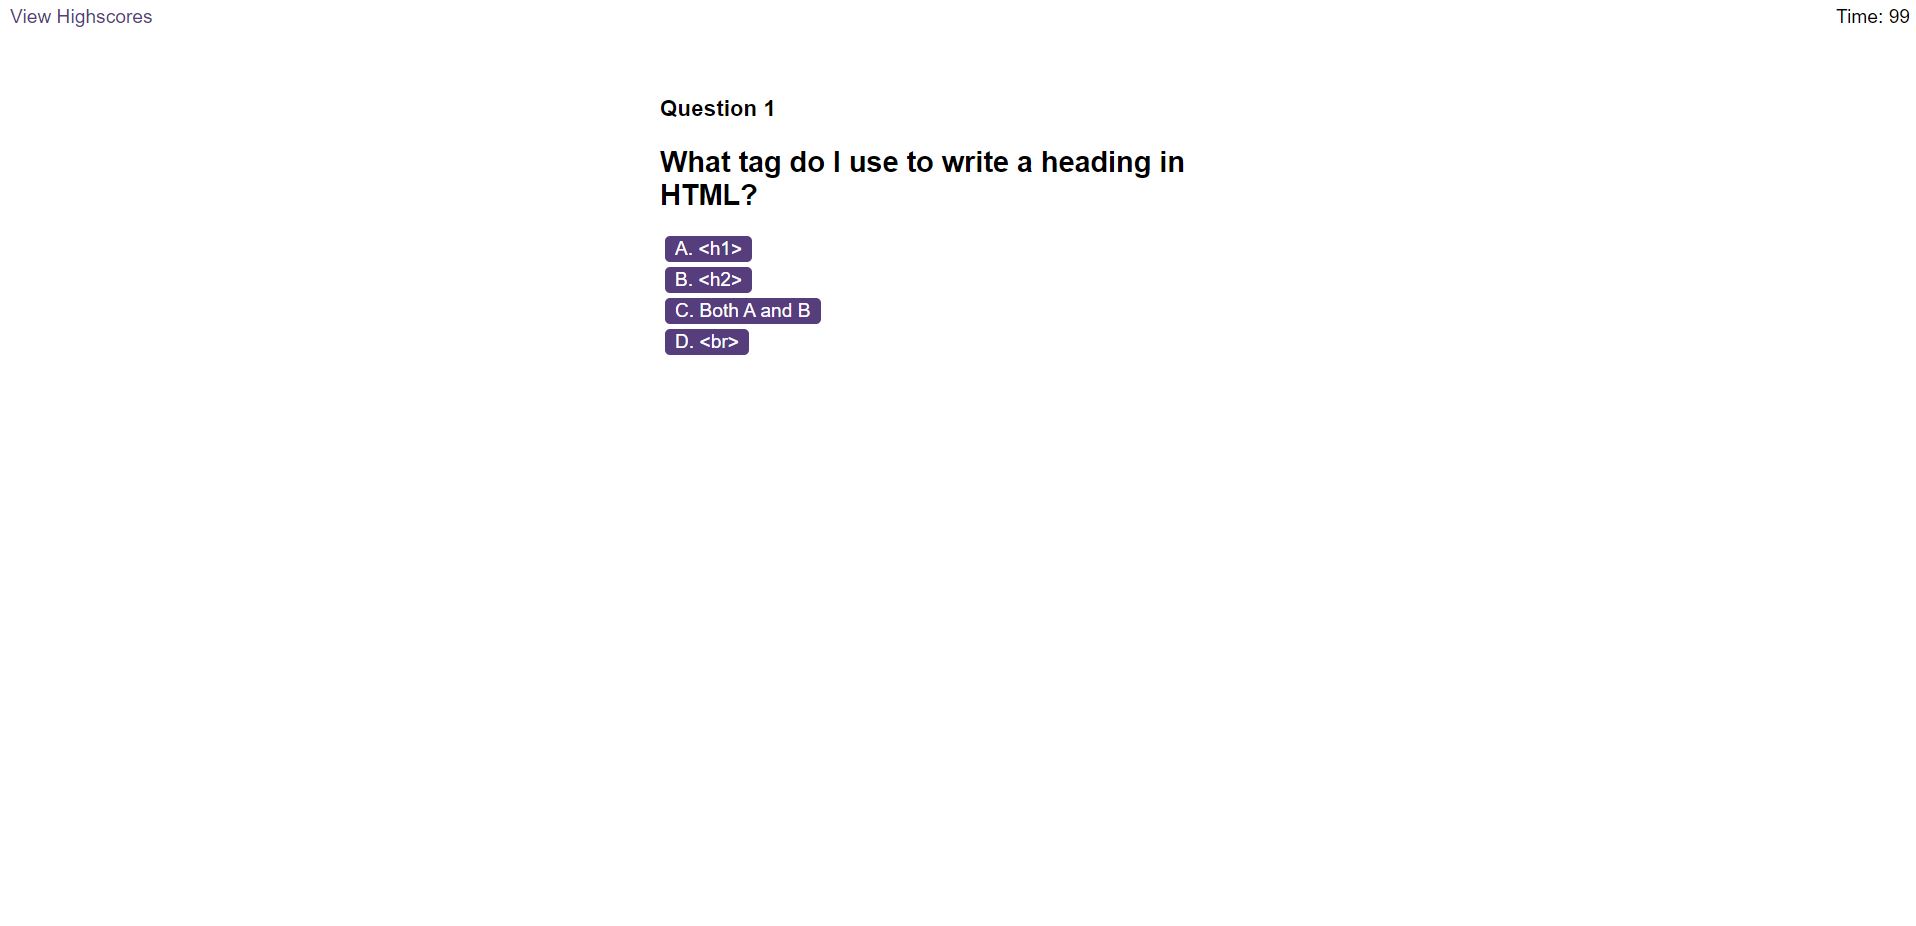 View Highscores
Time: 99
Question 1
What tag do I use to write a heading in
HTML?
A. <h1>
B. <h2>
C. Both A and B
D. <br>